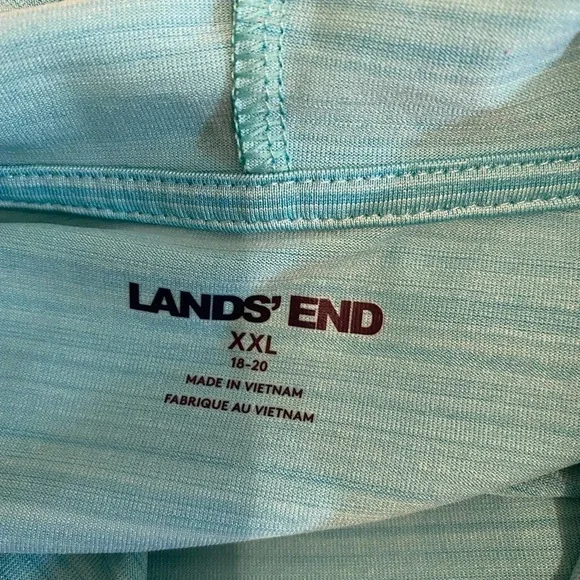 LANDS' END
XXL
18-20
MADE IN VIETNAM
FABRIQUE AU VIETNAM